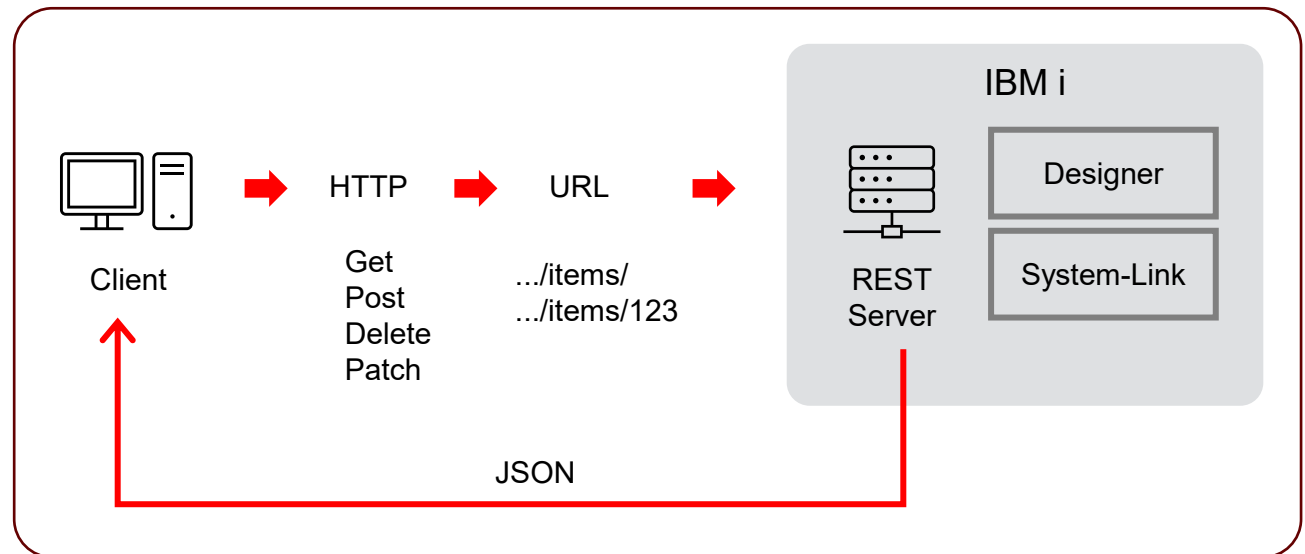 IBM i
HTTP
URL
Designer
Client
Get
Post
Delete
Patch
.../items/
.../items/123
REST
Server
System-Link
JSON